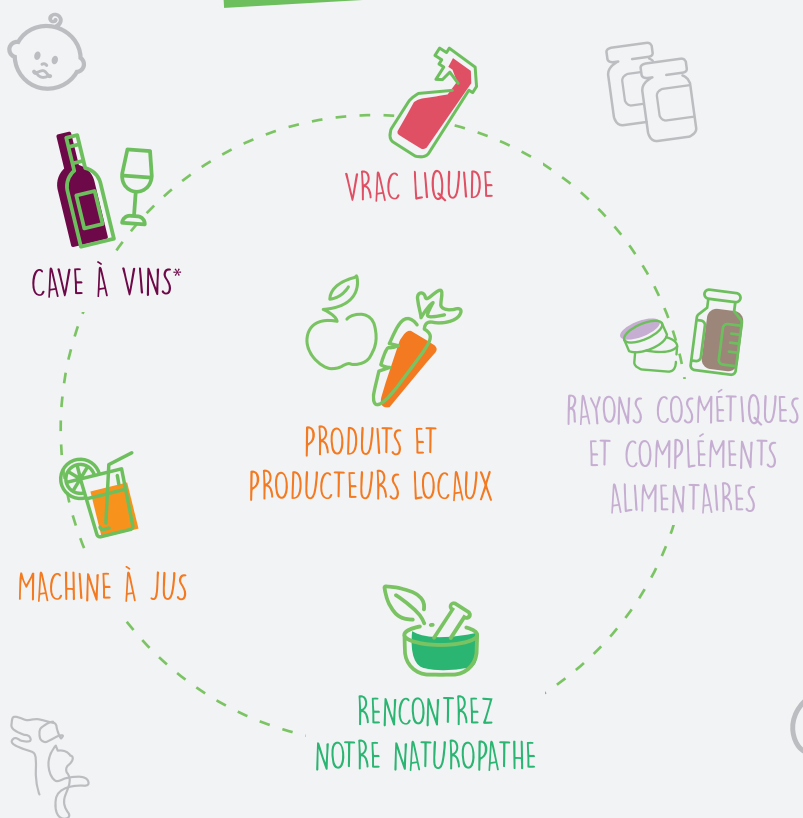 VRAC LIQUIDE
CAVE À VINS*
RAYONS COSMÉTIQUES
ET COMPLÉMENTS
ALIMENTAIRES
PRODUITS ET
PRODUCTEURS LOCAUX
MACHINE À JUS
RENCONTREZ
NOTRE NATUROPATHE